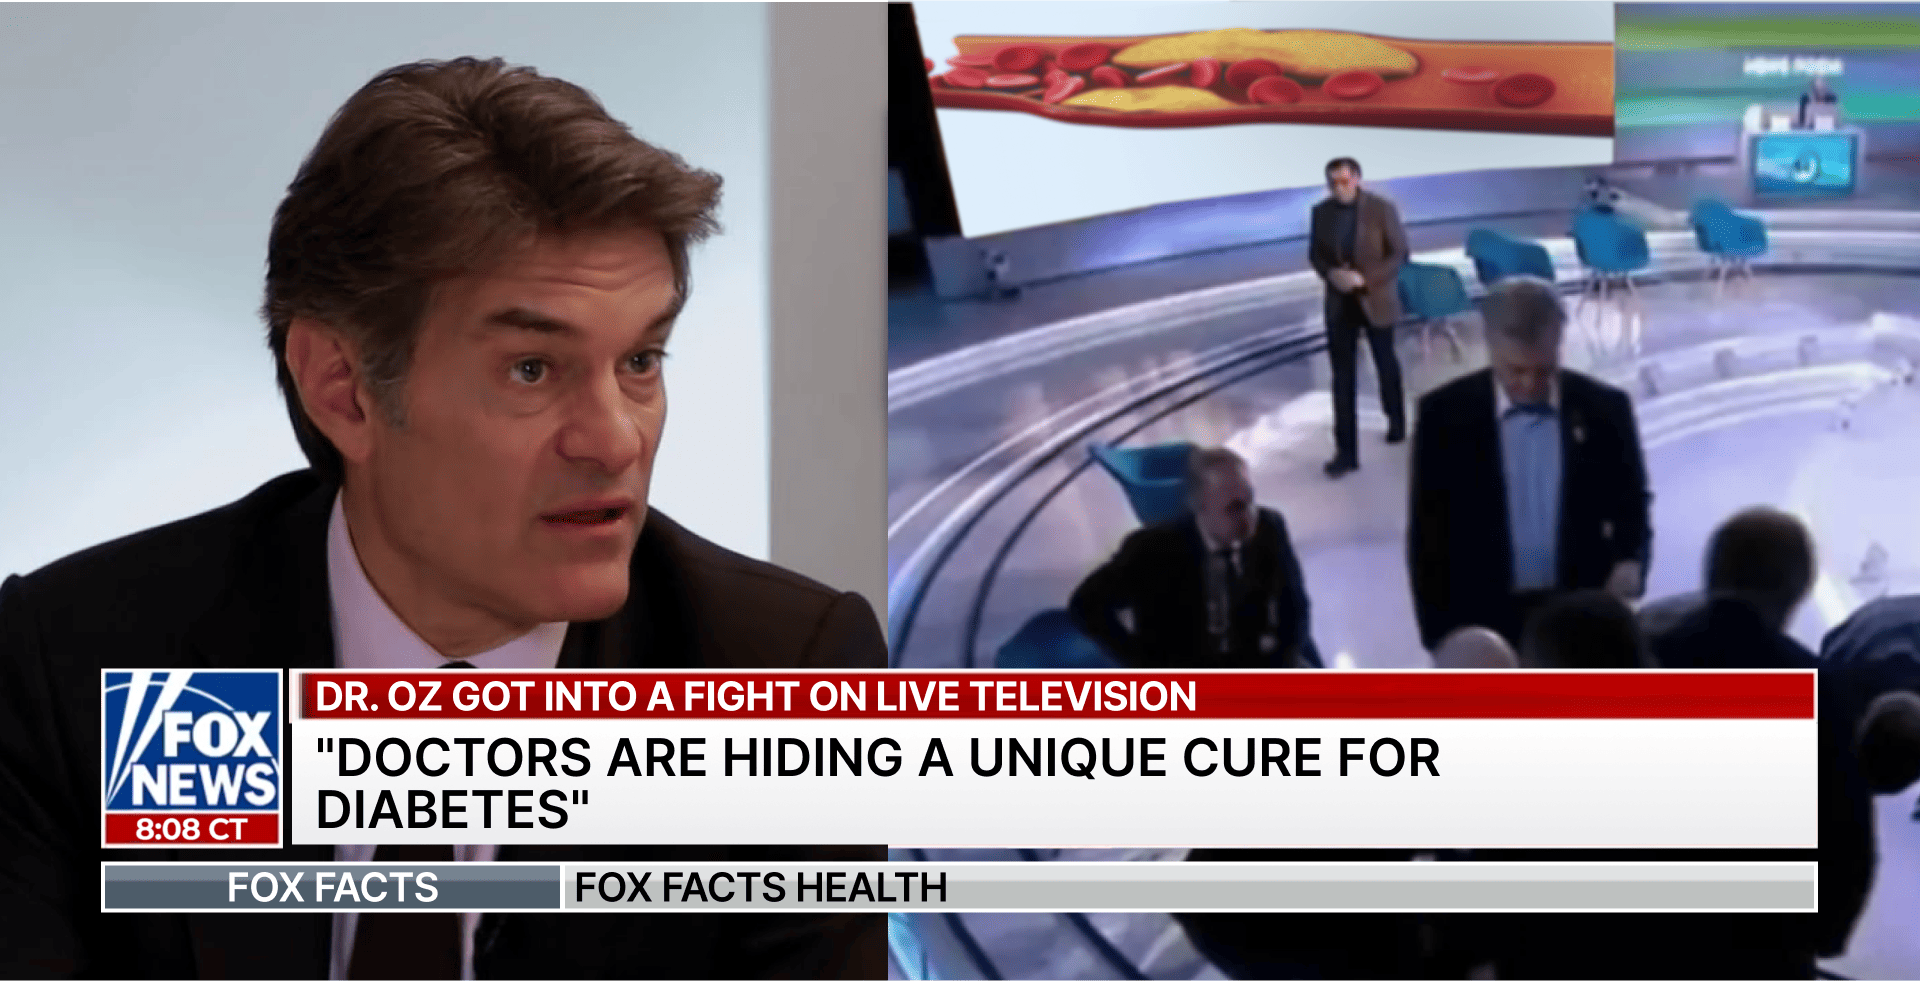 DR. OZ GOT INTO A FIGHT ON LIVE TELEVISION
"DOCTORS ARE HIDING A UNIQUE CURE FOR
DIABETES"
FOX
NEWS
8:08 CT
FOX FACTS
FOX FACTS HEALTH